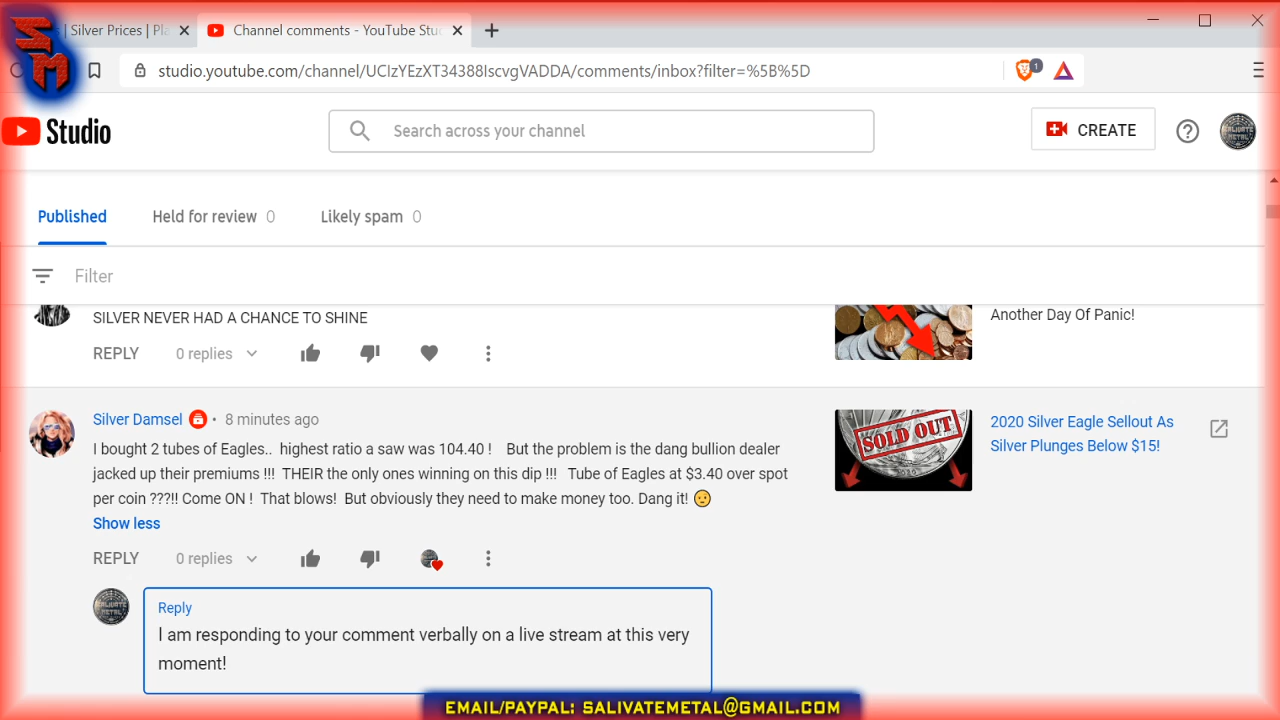 | Silver Prices | Pla
Channel comments - YouTube Stud
studio.youtube.com/channel/UCIzYEzXT34388IscvgVADDA/comments/inbox?filter=%5B%5D
1
SM
Studio
Search across your channel
CREATE
Published
Held for review 0
Likely spam 0
Filter
SILVER NEVER HAD A CHANCE TO SHINE
Another Day Of Panic!
REPLY 0 replies
Silver Damsel • 8 minutes ago
I bought 2 tubes of Eagles.. highest ratio a saw was 104.40 ! But the problem is the dang bullion dealer
jacked up their premiums !!! THEIR the only ones winning on this dip !!! Tube of Eagles at $3.40 over spot
per coin ???!! Come ON ! That blows! But obviously they need to make money too. Dang it! 😟
Show less
SOLD OUT
2020 Silver Eagle Sellout As
Silver Plunges Below $15!
REPLY 0 replies
SALIVATE
METAL
Reply
I am responding to your comment verbally on a live stream at this very
moment!
EMAIL/PAYPAL: SALIVATEMETAL@GMAIL.COM